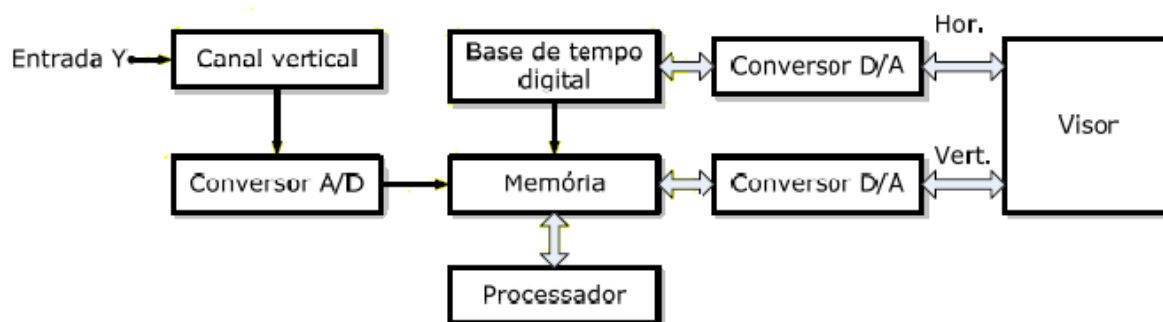 Entrada Y
Canal vertical
Base de tempo
digital
Conversor D/A
Hor.
Visor
Conversor A/D
Memória
Conversor D/A
Vert.
Processador